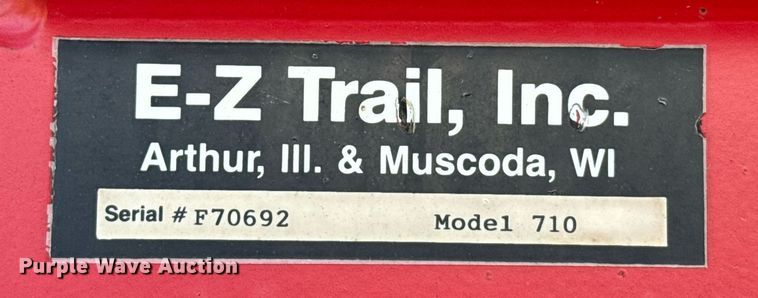 E-Z Trail, Inc.
Arthur, Ill. & Muscoda, WI
Serial # F70692 Model 710
Purple Wave Auction